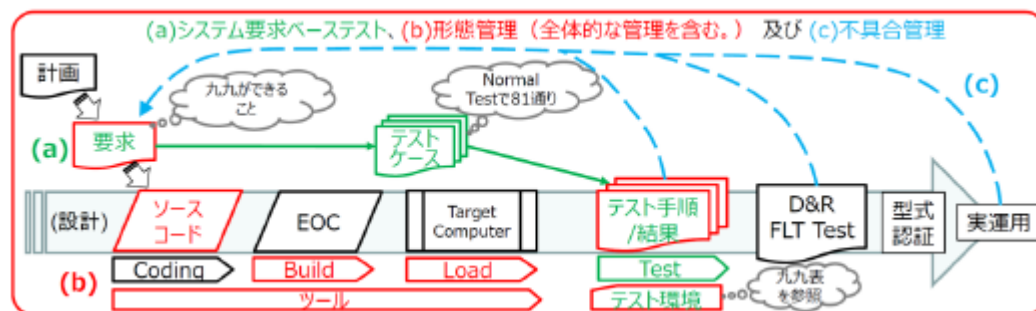 (a)システム要求ベーステスト、(b)形態管理（全体的な管理を含む。） 及び (c)不具合管理
計画
九九ができる
こと
Normal
Testで81通り
(c)
(a)
要求
テスト
ケース
(設計)
ソース
コード
EOC
Target
Computer
テスト手順
/結果
D&R
FLT Test
型式
認証
実運用
(b)
Coding
Build
Load
Test
ツール
テスト環境
九九表
を参照